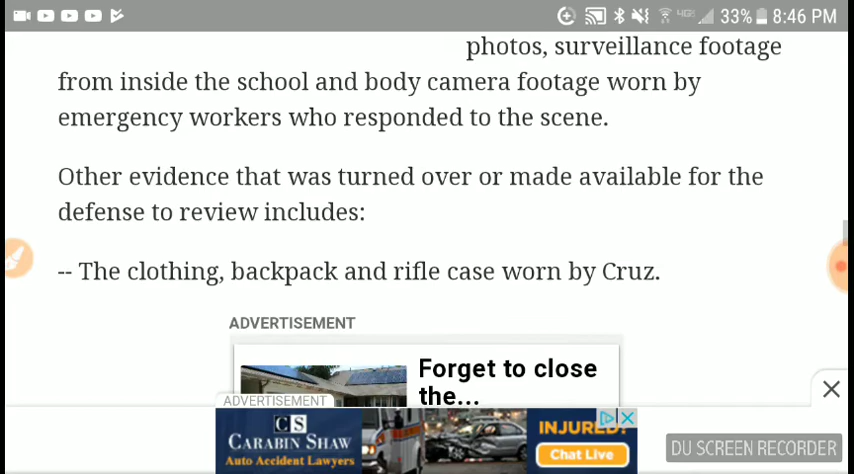 33% 8:46 PM
photos, surveillance footage
from inside the school and body camera footage worn by
emergency workers who responded to the scene.
Other evidence that was turned over or made available for the
defense to review includes:
-- The clothing, backpack and rifle case worn by Cruz.
ADVERTISEMENT
Forget to close
the...
ADVERTISEMENT
CS
CARABIN SHAW
Auto Accident Lawyers
INJURED?
Chat Live
DU SCREEN RECORDER